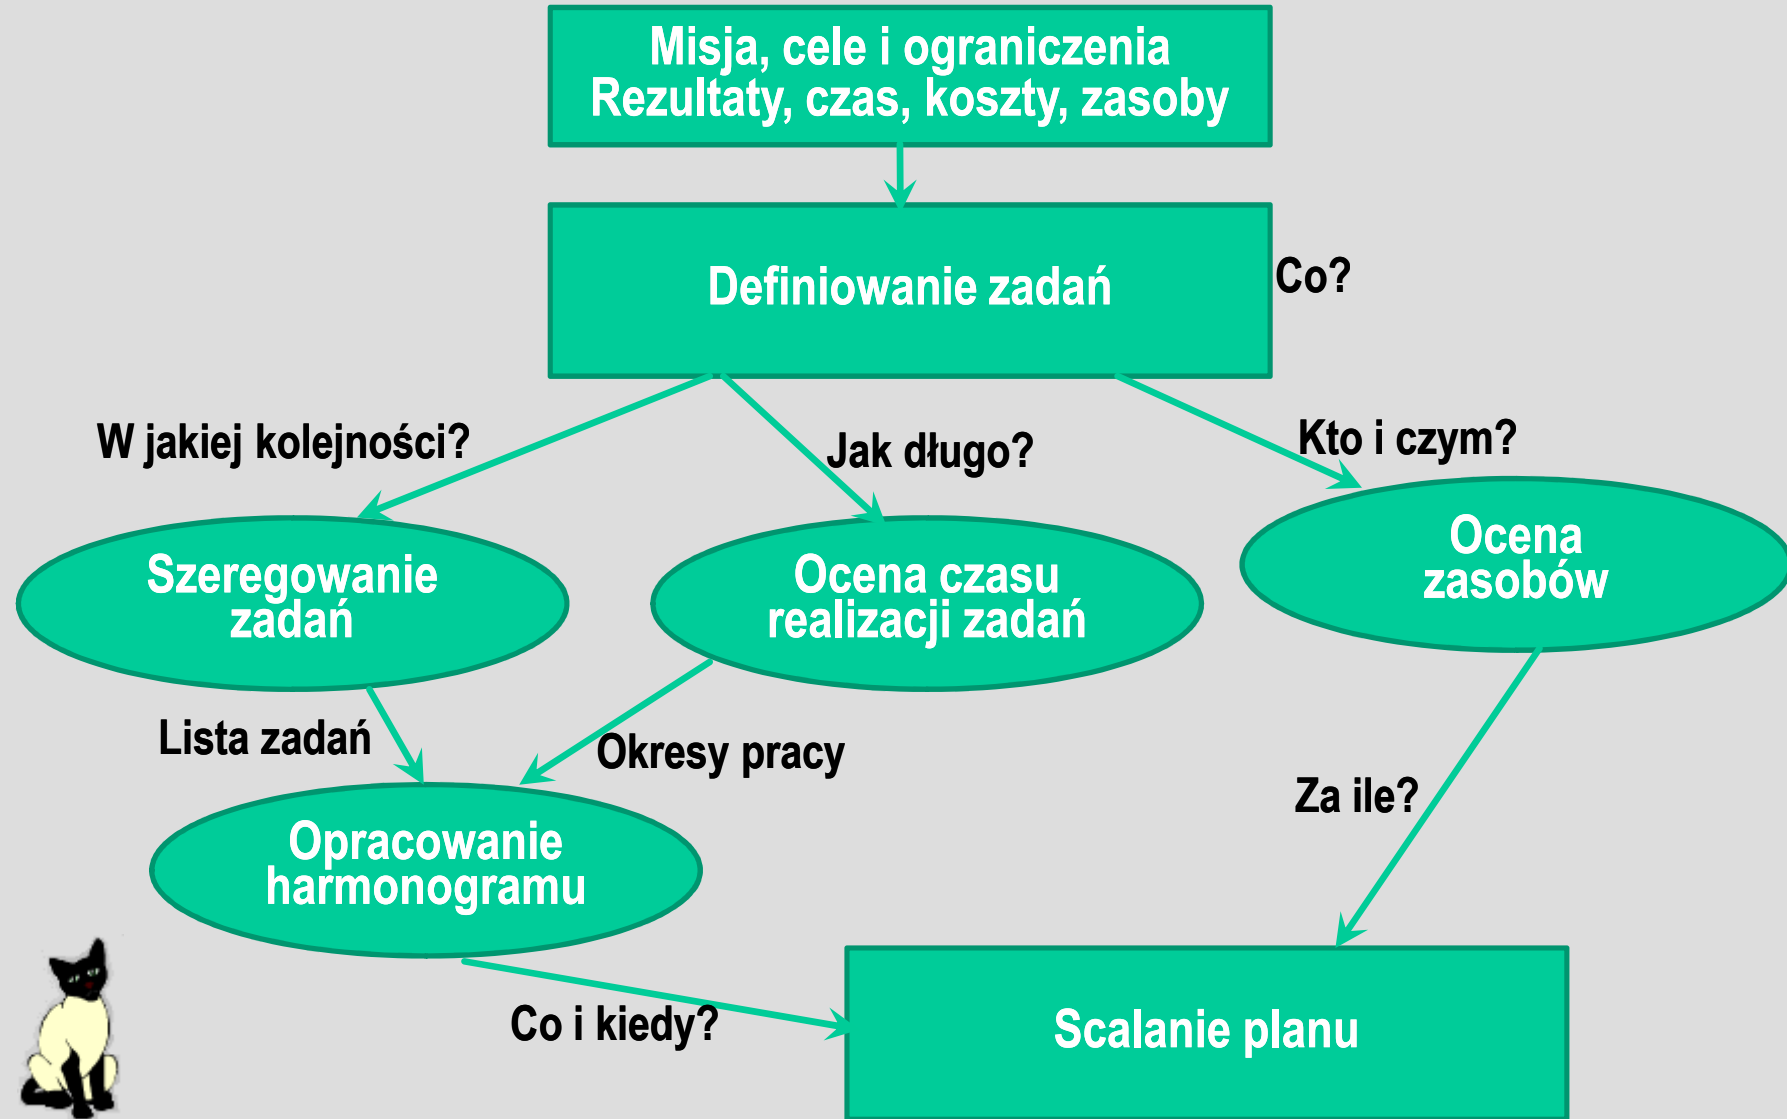 Misja, cele i ograniczenia
Rezultaty, czas, koszty, zasoby
Definiowanie zadań
Co?
W jakiej kolejności?
Jak długo?
Kto i czym?
Szeregowanie
zadań
Ocena czasu
realizacji zadań
Ocena
zasobów
Lista zadań
Okresy pracy
Za ile?
Opracowanie
harmonogramu
Co i kiedy?
Scalanie planu